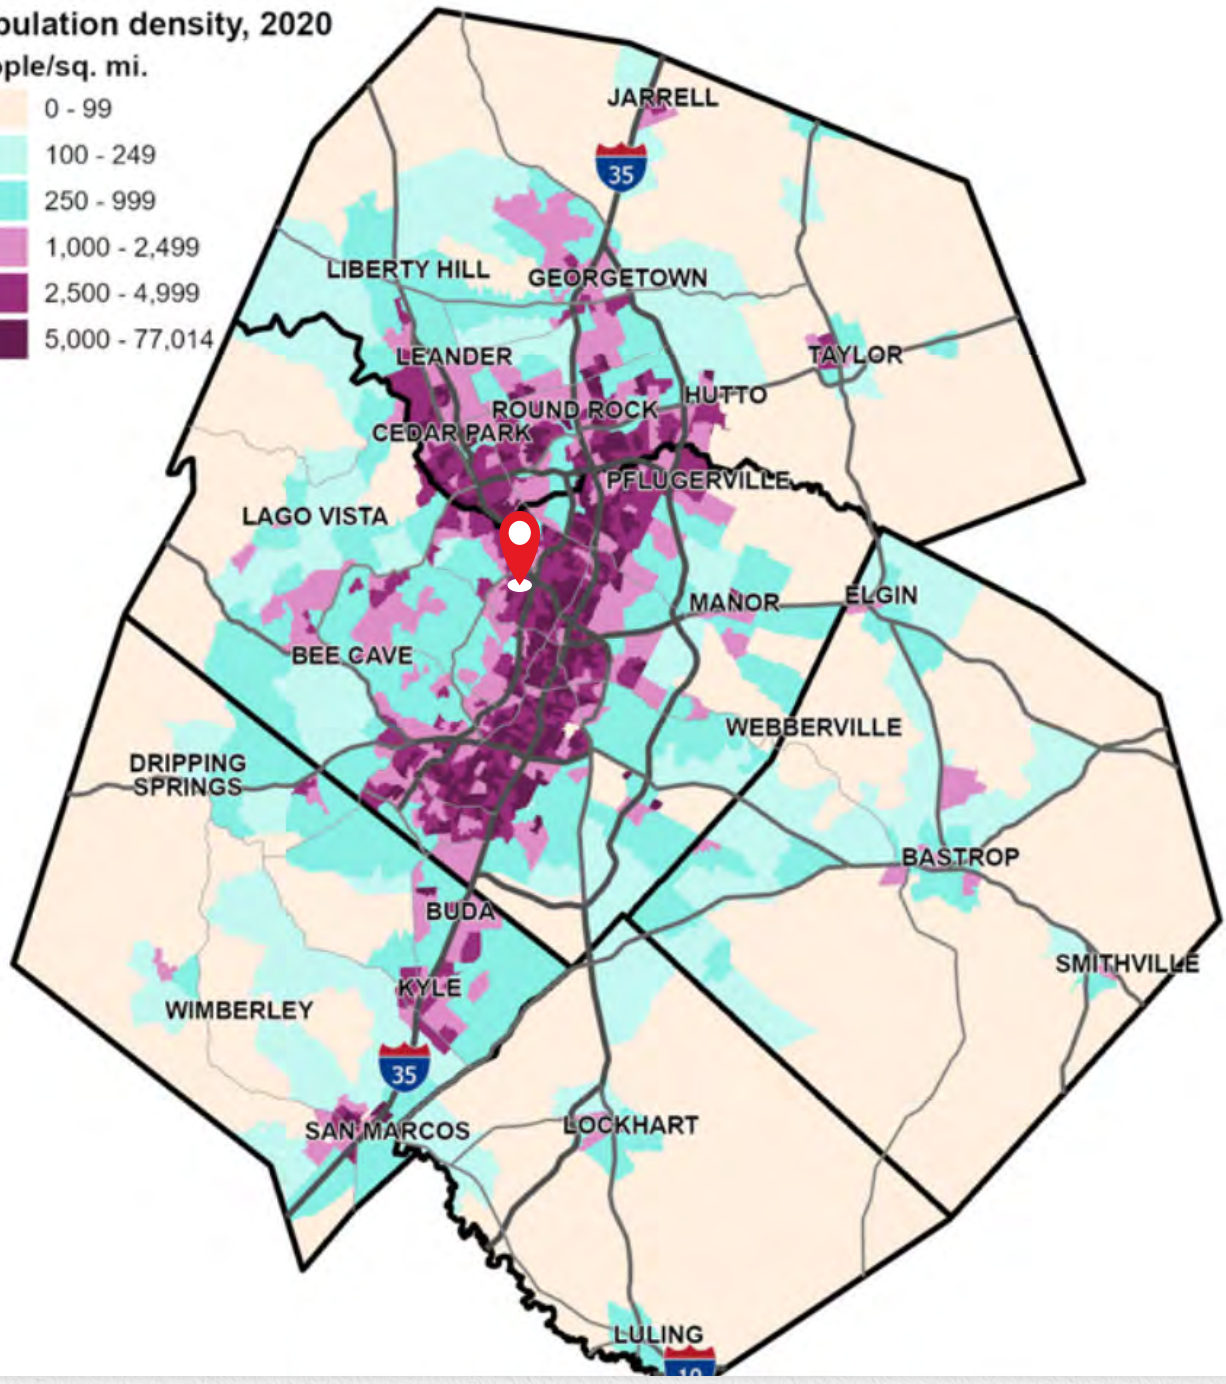 pulation density, 2020
ople/sq. mi.
0 - 99
100 - 249
250 - 999
1,000 - 2,499
2,500 - 4,999
5,000 - 77,014
JARRELL
35
LIBERTY HILL
GEORGETOWN
LEANDER
TAYLOR
HUTTO
ROUND ROCK
CEDAR PARK
PFLUGERVILLE
LAGO VISTA
MANOR
ELGIN
BEE CAVE
WEBBERVILLE
DRIPPING
SPRINGS
BASTROP
BUDA
SMITHVILLE
KYLE
WIMBERLEY
35
SAN MARCOS
LOCKHART
LULING
10